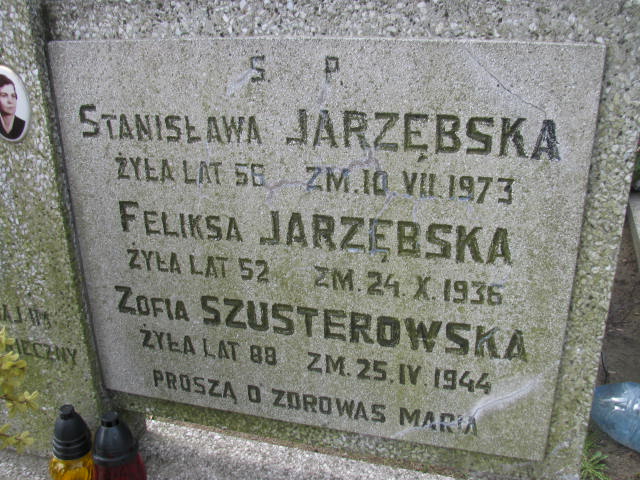 S P
STANISŁAWA JARZĘBSKA
ŻYŁA LAT 56 ZM. 10. VII. 1973
FELIKSA JARZĘBSKA
ŻYŁA LAT 52 ZM. 24. X. 1936
ZOFIA SZUSTEROWSKA
ŻYŁA LAT 88 ZM. 25. IV 1944
PROSZĄ O ZDROWAS MARIA